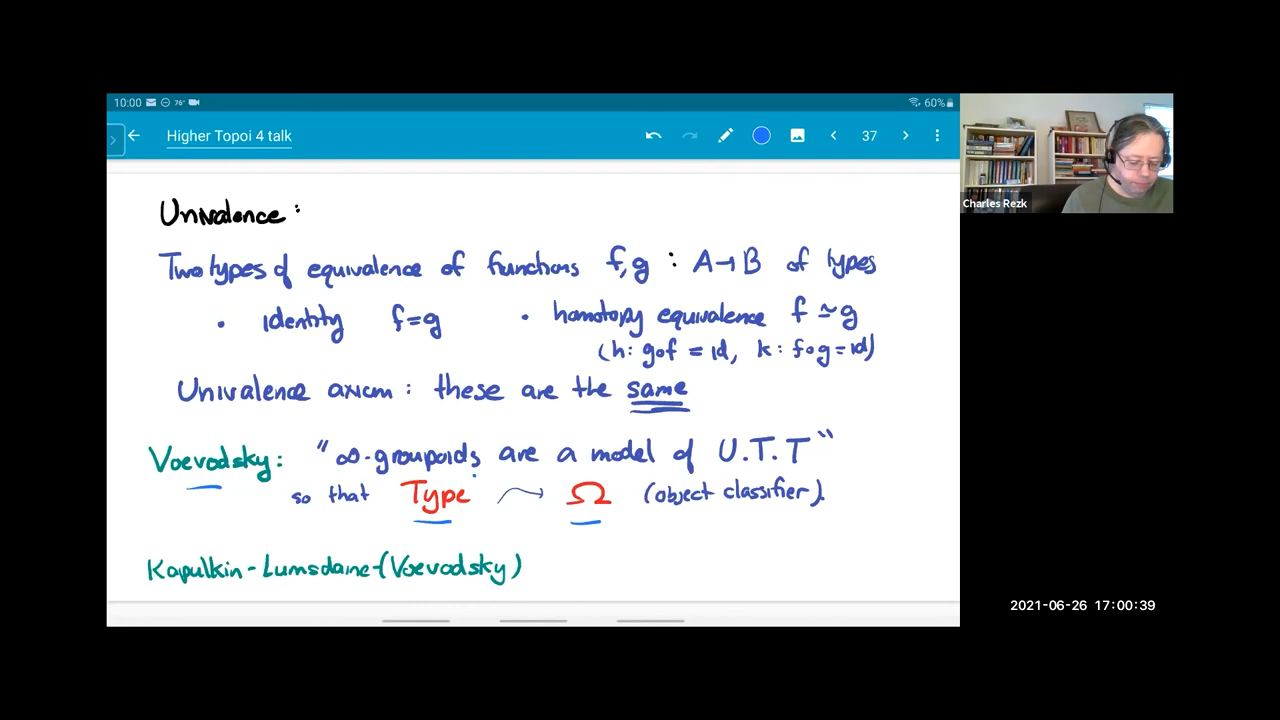 10:00 76° 60%
Higher Topoi 4 talk 37
Univalence:
Two types of equivalence of functions f,g : A→B of types
• identity f=g • homotopy equivalence f≃g
(h: g∘f = id, k: f∘g = id)
Univalence axiom: these are the same
Voevodsky: "∞-groupoids are a model of U.T.T"
so that Type ⇝ Ω (object classifier).
Kapulkin-Lumsdaine-(Voevodsky)
Charles Rezk
2021-06-26 17:00:39